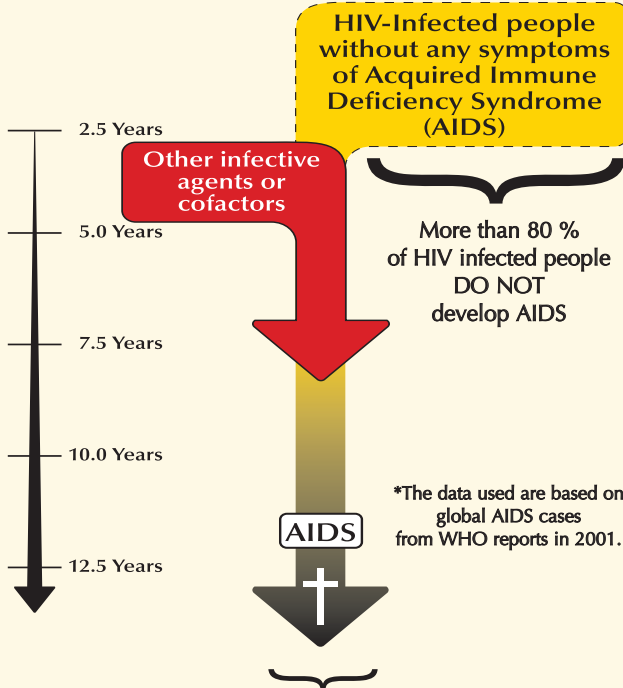 HIV-Infected people
without any symptoms
of Acquired Immune
Deficiency Syndrome
(AIDS)
2.5 Years
Other infective
agents or
cofactors
5.0 Years
More than 80 %
of HIV infected people
DO NOT
develop AIDS
7.5 Years
10.0 Years
*The data used are based on
global AIDS cases
from WHO reports in 2001.
AIDS
12.5 Years